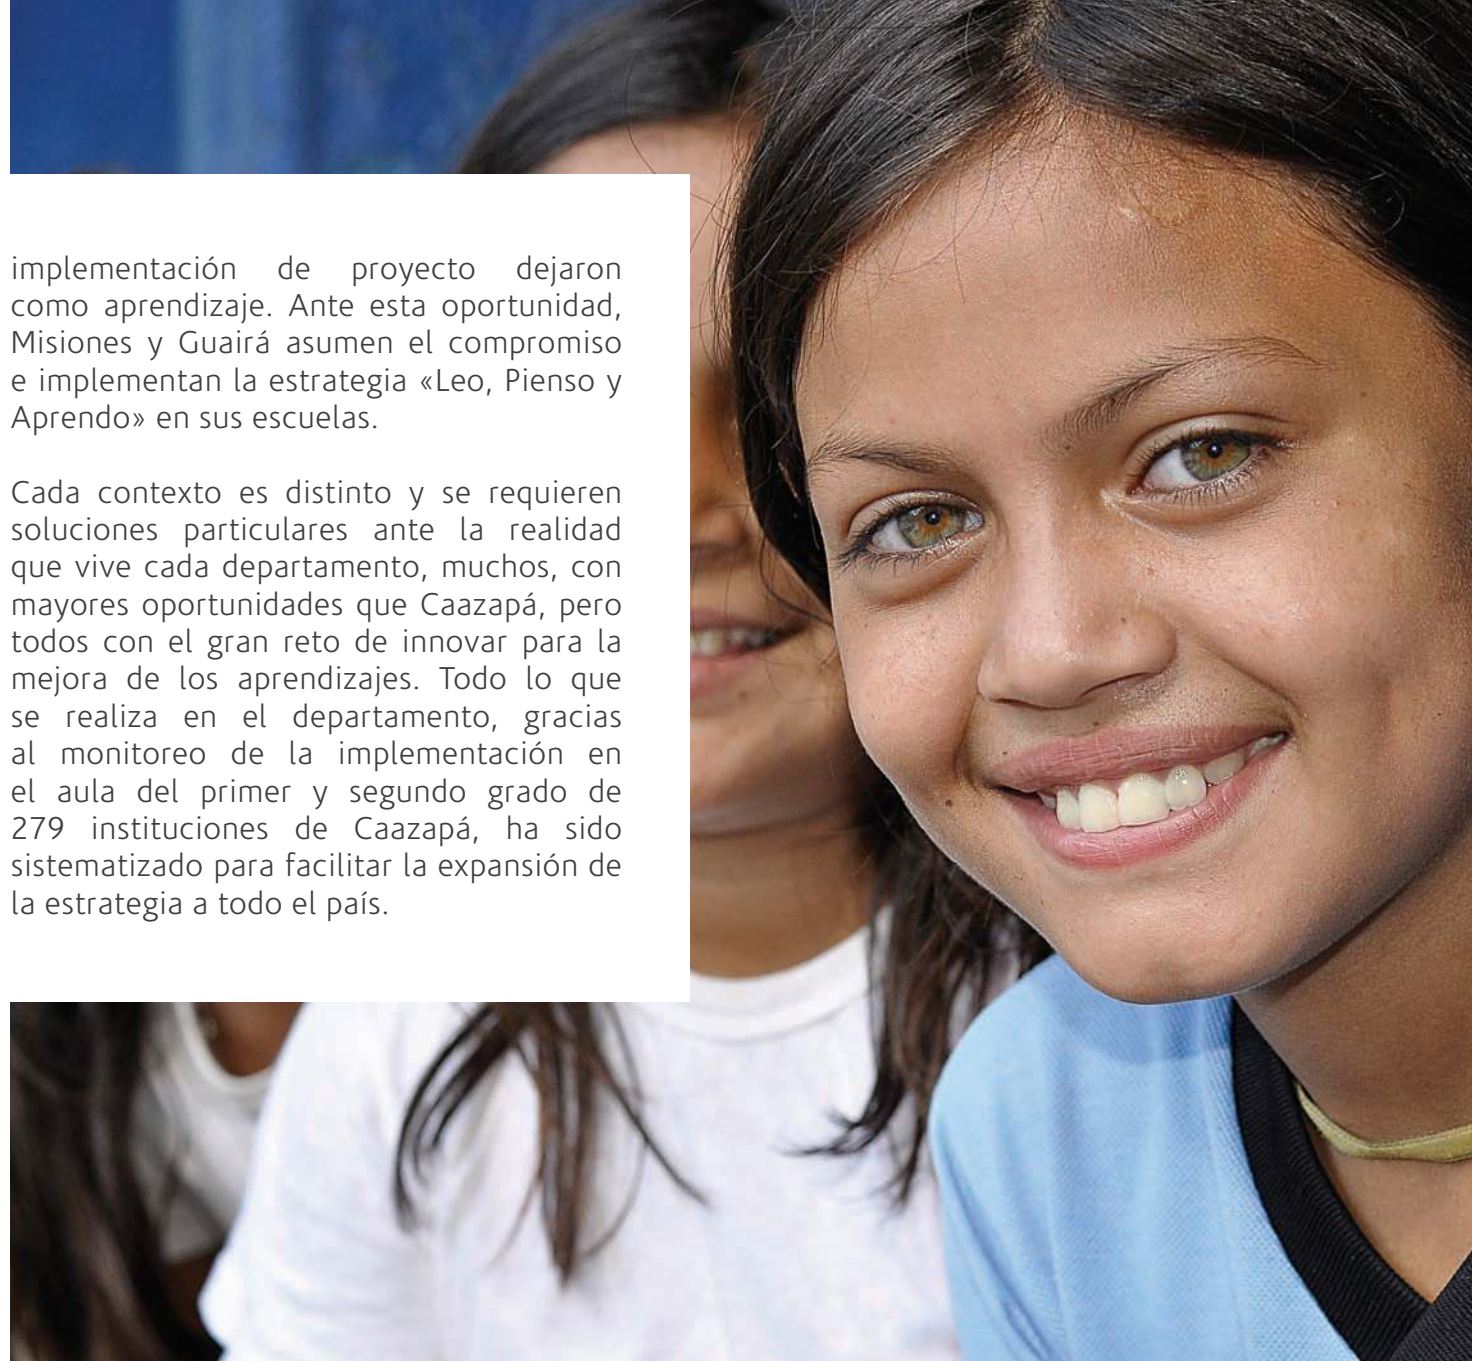 implementación de proyecto dejaron
como aprendizaje. Ante esta oportunidad,
Misiones y Guairá asumen el compromiso
e implementan la estrategia «Leo, Pienso y
Aprendo» en sus escuelas.
Cada contexto es distinto y se requieren
soluciones particulares ante la realidad
que vive cada departamento, muchos, con
mayores oportunidades que Caazapá, pero
todos con el gran reto de innovar para la
mejora de los aprendizajes. Todo lo que
se realiza en el departamento, gracias
al monitoreo de la implementación en
el aula del primer y segundo grado de
279 instituciones de Caazapá, ha sido
sistematizado para facilitar la expansión de
la estrategia a todo el país.